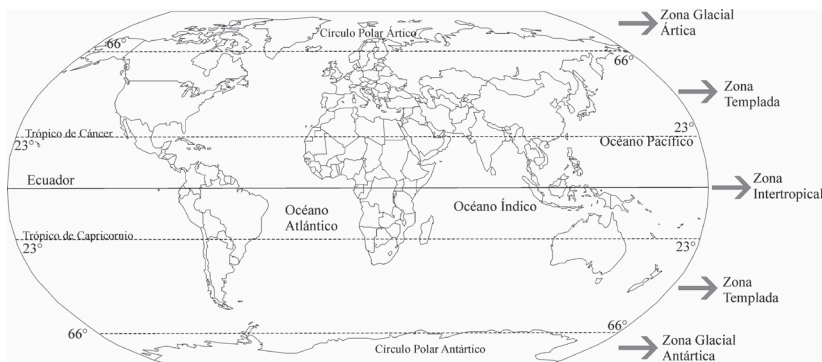 Zona Glacial
Ártica
Círculo Polar Ártico
66°
66°
Zona
Templada
Trópico de Cáncer
23°
23°
Océano Pacífico
Ecuador
Zona
Intertropical
Océano
Atlántico
Océano Índico
Trópico de Capricornio
23°
23°
Zona
Templada
66°
66°
Círculo Polar Antártico
Zona Glacial
Antártica